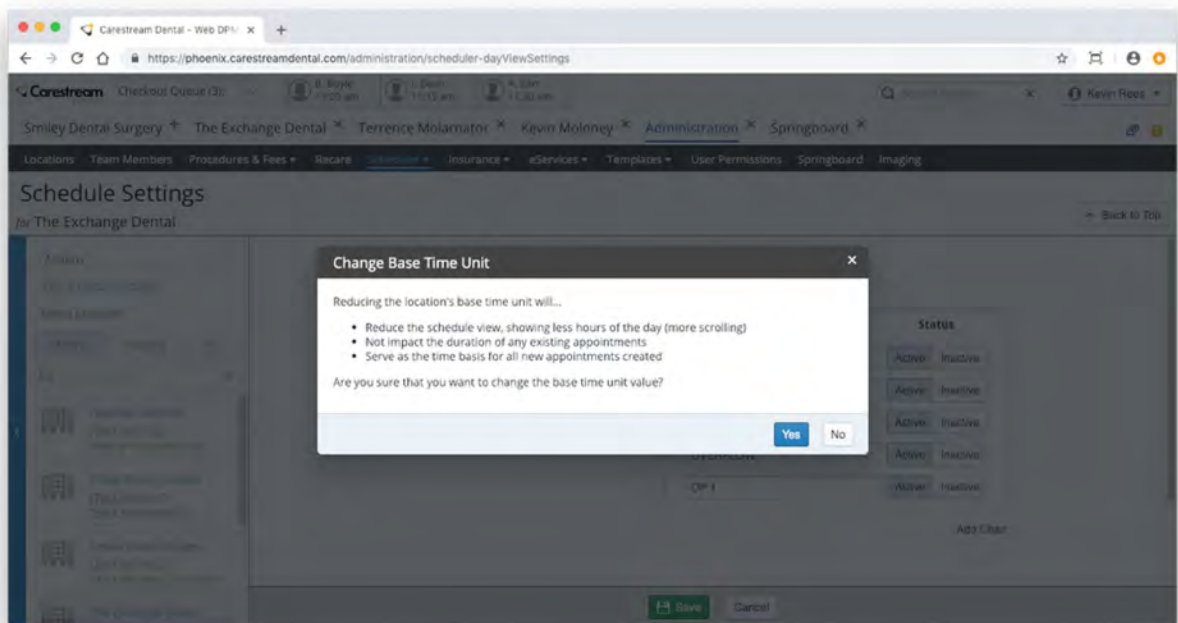 Carestream Dental - Web DPM
https://phoenix.carestreamdental.com/administration/scheduler-dayViewSettings
Carestream Checkout Queue (3):
Kevin Rees
Smiley Dental Surgery The Exchange Dental Terrence Molarnator Kevin Moloney Administration Springboard
Locations Team Members Procedures & Fees Recare Scheduler Insurance eServices Templates User Permissions Springboard Imaging
Schedule Settings
for The Exchange Dental
Back to Top
Change Base Time Unit
Reducing the location's base time unit will...
• Reduce the schedule view, showing less hours of the day (more scrolling)
• Not impact the duration of any existing appointments
• Serve as the time basis for all new appointments created
Are you sure that you want to change the base time unit value?
Yes No
Status
Active Inactive
Active Inactive
Active Inactive
OVERFLOW Active Inactive
Active Inactive
Add Chair
Save Cancel